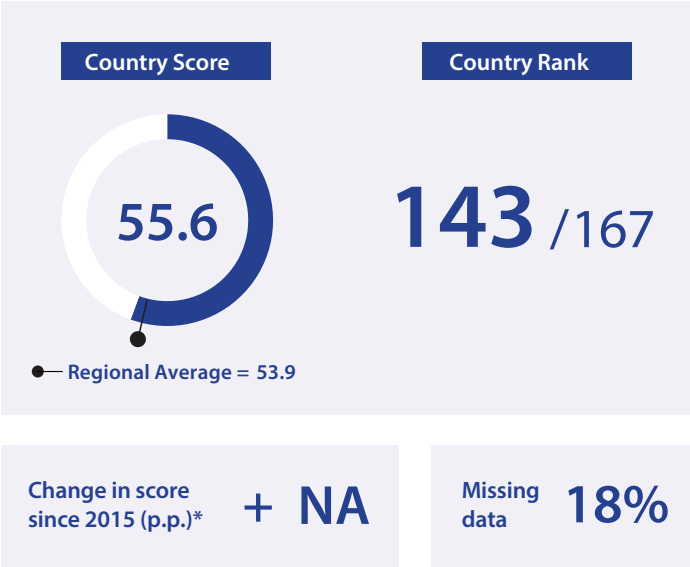 Country Score
Country Rank
55.6
143 /167
Regional Average = 53.9
Change in score
since 2015 (p.p.)*
+ NA
Missing
data
18%